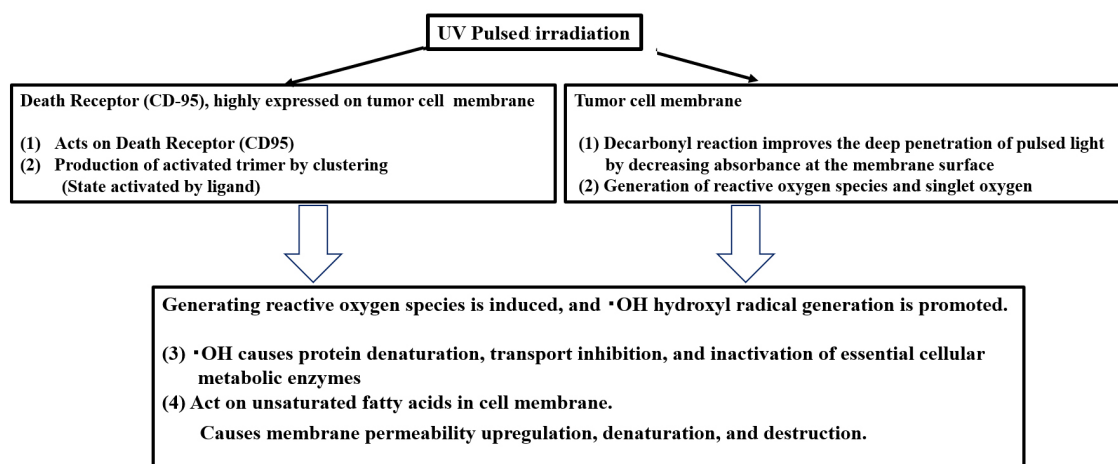 UV Pulsed irradiation
Death Receptor (CD-95), highly expressed on tumor cell membrane
(1) Acts on Death Receptor (CD95)
(2) Production of activated trimer by clustering
(State activated by ligand)
Tumor cell membrane
(1) Decarbonyl reaction improves the deep penetration of pulsed light
by decreasing absorbance at the membrane surface
(2) Generation of reactive oxygen species and singlet oxygen
Generating reactive oxygen species is induced, and ・OH hydroxyl radical generation is promoted.
(3) ・OH causes protein denaturation, transport inhibition, and inactivation of essential cellular
metabolic enzymes
(4) Act on unsaturated fatty acids in cell membrane.
Causes membrane permeability upregulation, denaturation, and destruction.